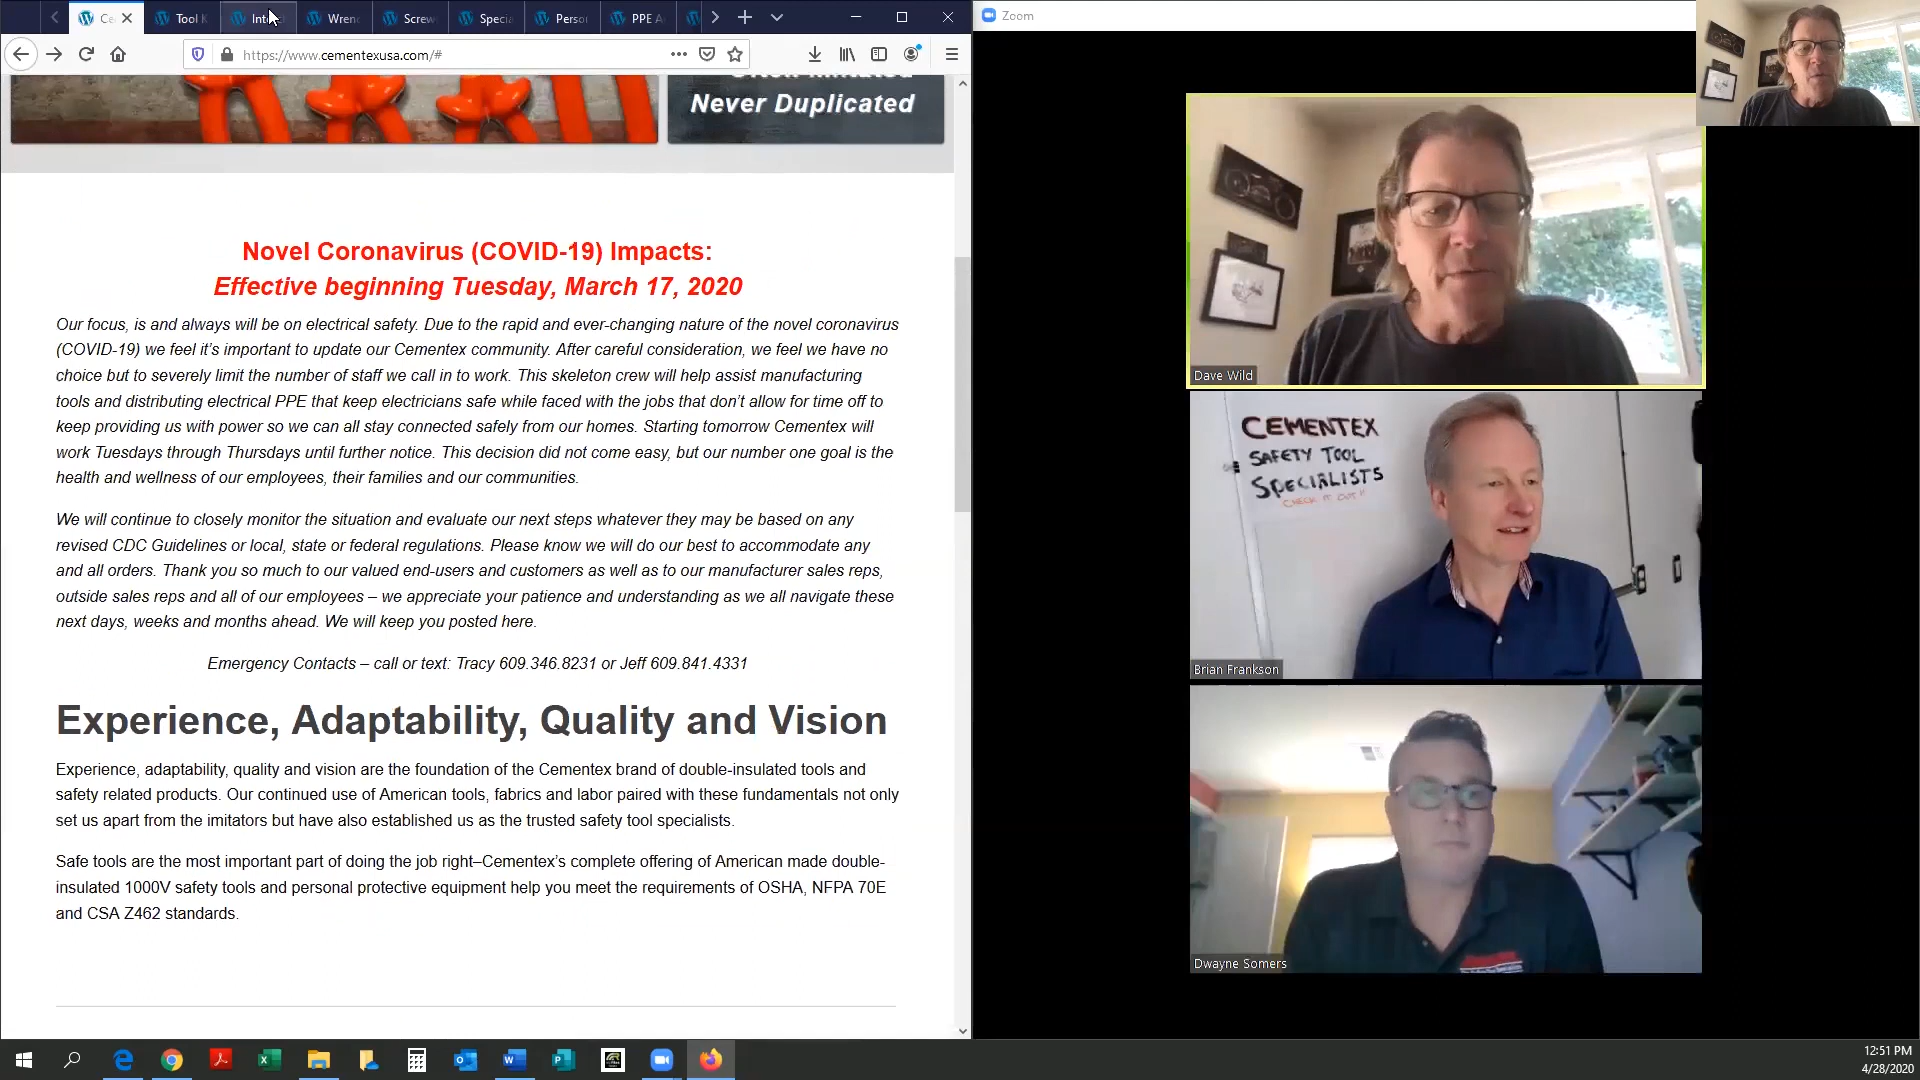 Ce
Tool K
Inte
Wren
Screw
Specia
Perso
PPE A
Zoom
https://www.cementexusa.com/#
Never Duplicated
Novel Coronavirus (COVID-19) Impacts:
Effective beginning Tuesday, March 17, 2020
Our focus, is and always will be on electrical safety. Due to the rapid and ever-changing nature of the novel coronavirus
(COVID-19) we feel it's important to update our Cementex community. After careful consideration, we feel we have no
choice but to severely limit the number of staff we call in to work. This skeleton crew will help assist manufacturing
tools and distributing electrical PPE that keep electricians safe while faced with the jobs that don't allow for time off to
keep providing us with power so we can all stay connected safely from our homes. Starting tomorrow Cementex will
work Tuesdays through Thursdays until further notice. This decision did not come easy, but our number one goal is the
health and wellness of our employees, their families and our communities.
We will continue to closely monitor the situation and evaluate our next steps whatever they may be based on any
revised CDC Guidelines or local, state or federal regulations. Please know we will do our best to accommodate any
and all orders. Thank you so much to our valued end-users and customers as well as to our manufacturer sales reps,
outside sales reps and all of our employees – we appreciate your patience and understanding as we all navigate these
next days, weeks and months ahead. We will keep you posted here.
Emergency Contacts – call or text: Tracy 609.346.8231 or Jeff 609.841.4331
Experience, Adaptability, Quality and Vision
Experience, adaptability, quality and vision are the foundation of the Cementex brand of double-insulated tools and
safety related products. Our continued use of American tools, fabrics and labor paired with these fundamentals not only
set us apart from the imitators but have also established us as the trusted safety tool specialists.
Safe tools are the most important part of doing the job right–Cementex's complete offering of American made double-
insulated 1000V safety tools and personal protective equipment help you meet the requirements of OSHA, NFPA 70E
and CSA Z462 standards.
Dave Wild
CEMENTEX
SAFETY TOOL
SPECIALISTS
CHECK IT OUT!!
Brian Frankson
Dwayne Somers
12:51 PM
4/28/2020